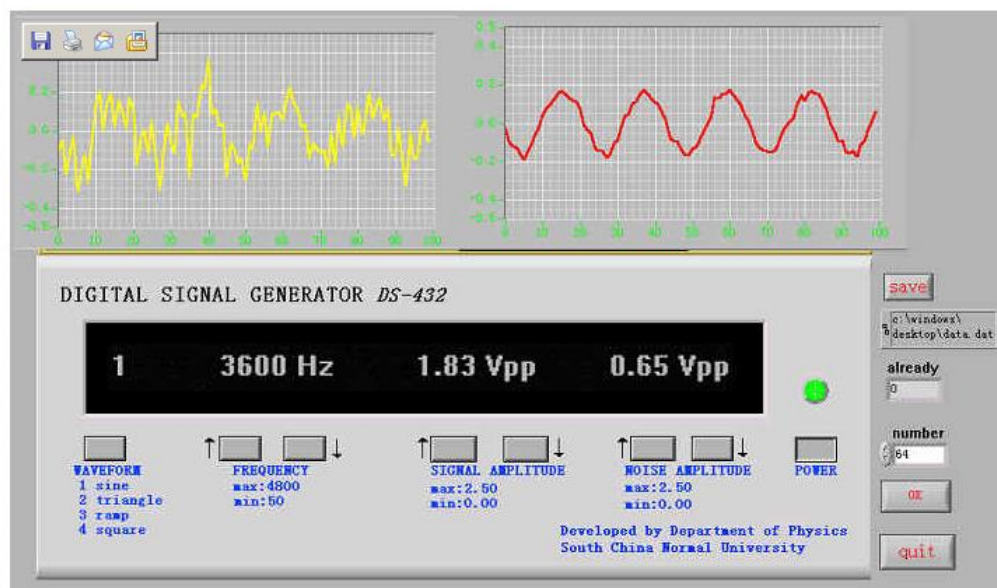 0.5
0.4
0.2
0.2
0.0
0.0
-0.2
-0.2
-0.4
-0.4
-0.5
-0.5
0 10 20 30 40 50 60 70 80 90 100
0 10 20 30 40 50 60 70 80 90 100
DIGITAL SIGNAL GENERATOR DS-432
1 3600 Hz 1.83 Vpp 0.65 Vpp
↑ ↓ ↑ ↓ ↑ ↓
WAVEFORM
1 sine
2 triangle
3 ramp
4 square
FREQUENCY
max:4800
min:50
SIGNAL AMPLITUDE
max:2.50
min:0.00
NOISE AMPLITUDE
max:2.50
min:0.00
POWER
Developed by Department of Physics
South China Normal University
save
c:\windows\
desktop\data.dat
already
0
number
64
OK
quit